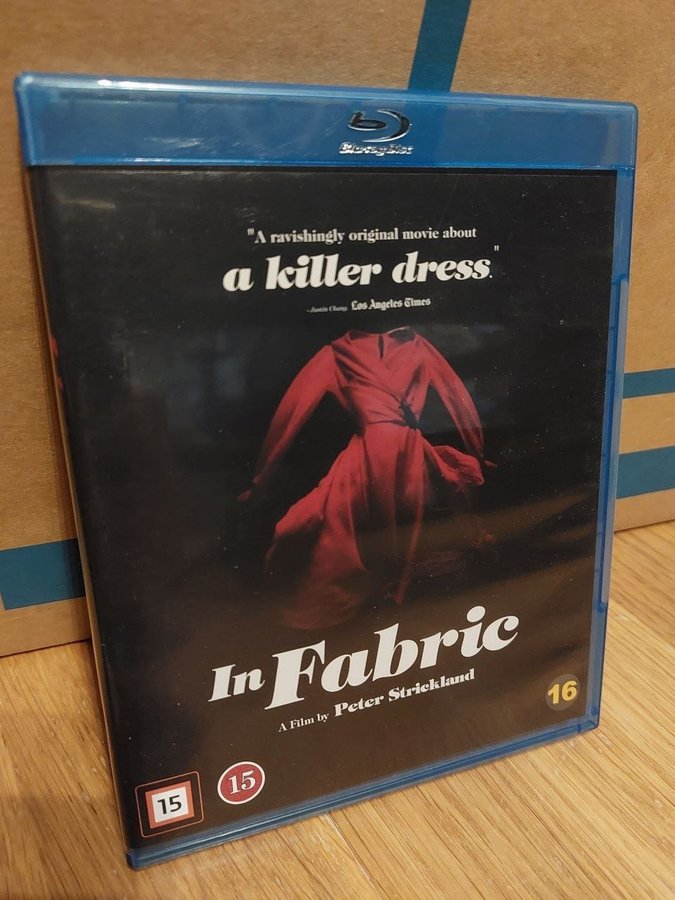 Blu-ray Disc
"A ravishingly original movie about
a killer dress."
-Justin Chang, Los Angeles Times
In Fabric
A Film by Peter Strickland
16
15
15